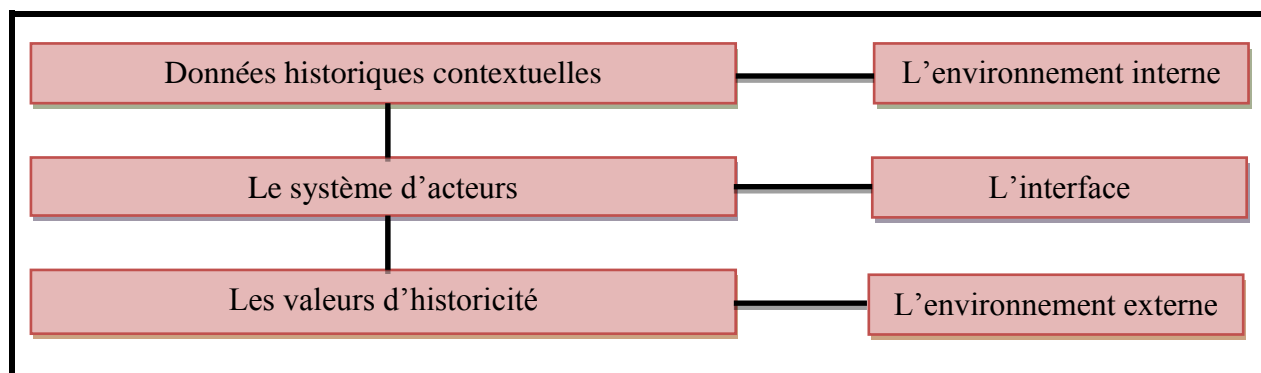 Données historiques contextuelles
L’environnement interne
Le système d’acteurs
L’interface
Les valeurs d’historicité
L’environnement externe